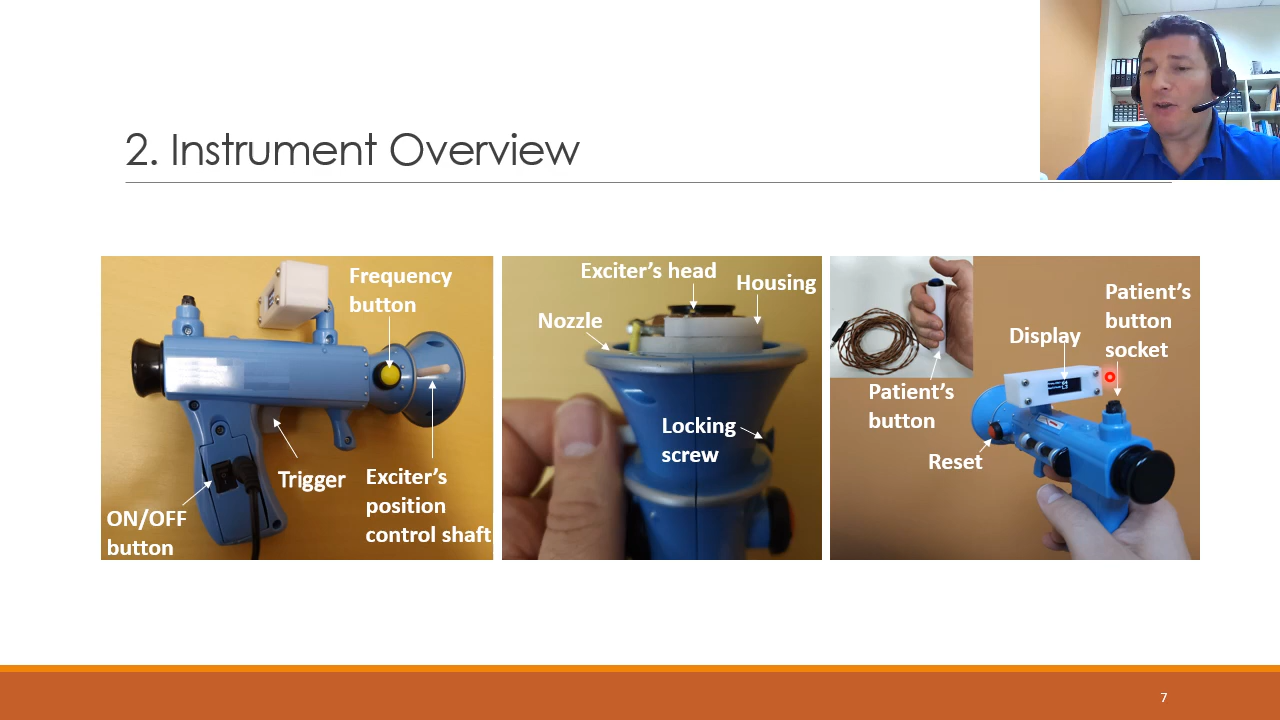 2. Instrument Overview
Frequency
button
ON/OFF
button
Trigger
Exciter's
position
control shaft
Exciter's head
Housing
Nozzle
Locking
screw
Patient's
button
Display
Patient's
button
socket
Reset
7